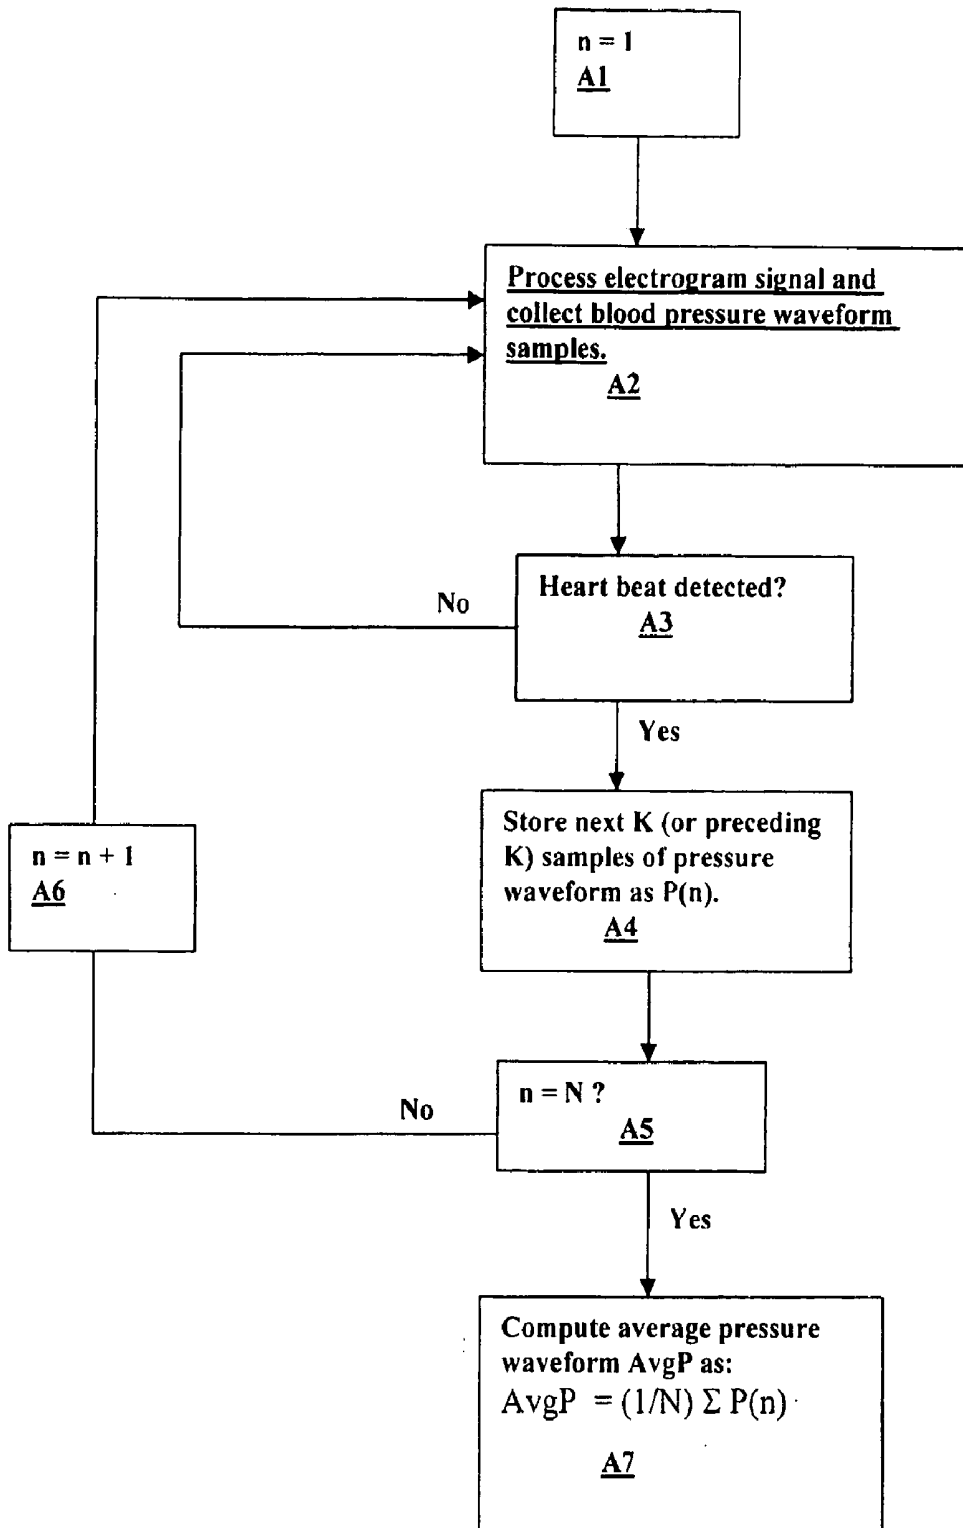 n = 1
A1
Process electrogram signal and
collect blood pressure waveform
samples.
A2
Heart beat detected?
A3
No
Yes
Store next K (or preceding
K) samples of pressure
waveform as P(n).
A4
n = n + 1
A6
n = N ?
A5
No
Yes
Compute average pressure
waveform AvgP as:
AvgP = (1/N) Σ P(n)
A7